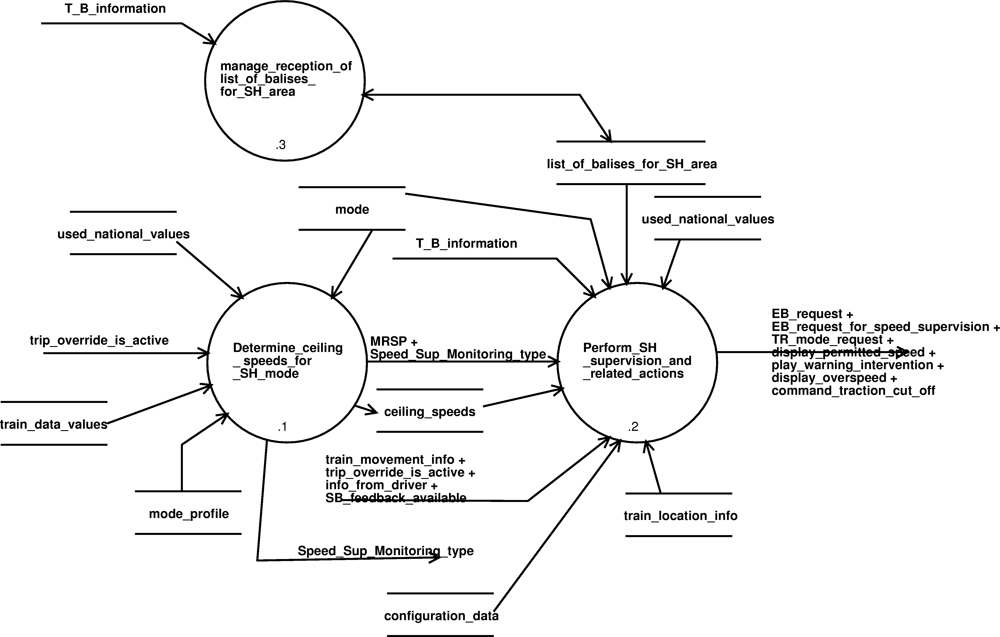 T_B_information
manage_reception_of
list_of_balises_
for_SH_area
.3
list_of_balises_for_SH_area
mode
used_national_values
used_national_values
T_B_information
trip_override_is_active
Determine_ceiling
_ speeds_for
_SH_mode
.1
MRSP +
Speed_Sup_Monitoring_type
Perform_SH
_supervision_and
_related_actions
.2
EB_request +
EB_request_for_speed_supervision +
TR_mode_request +
display_permitted_speed +
play_warning_intervention +
display_overspeed +
command_traction_cut_off
ceiling_speeds
train_data_values
train_movement_info +
trip_override_is_active +
info_from_driver +
SB_feedback_available
mode_profile
train_location_info
Speed_Sup_Monitoring_type
configuration_data